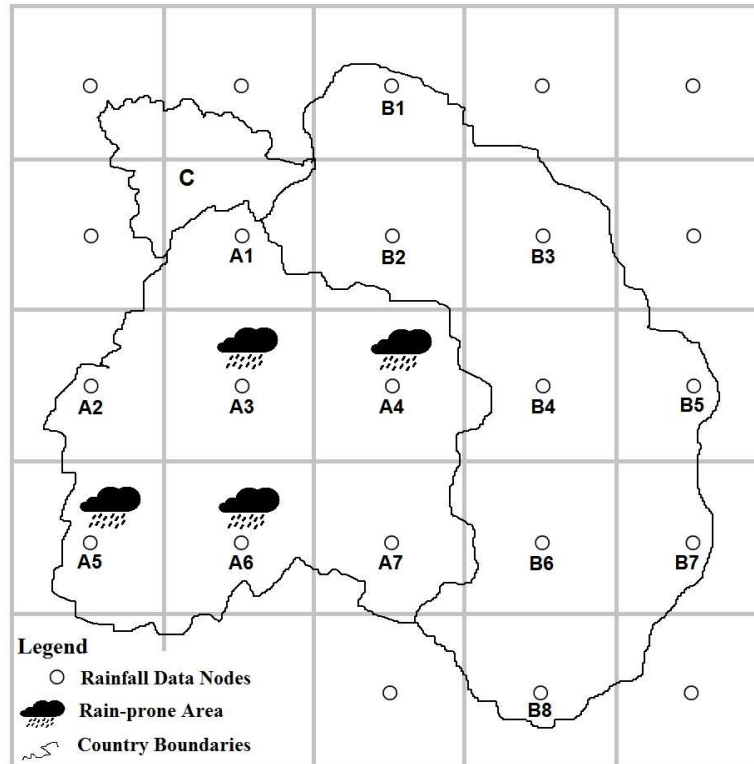 B1
C
A1 B2 B3
A2 A3 A4 B4 B5
A5 A6 A7 B6 B7
Legend
Rainfall Data Nodes
Rain-prone Area
Country Boundaries
B8